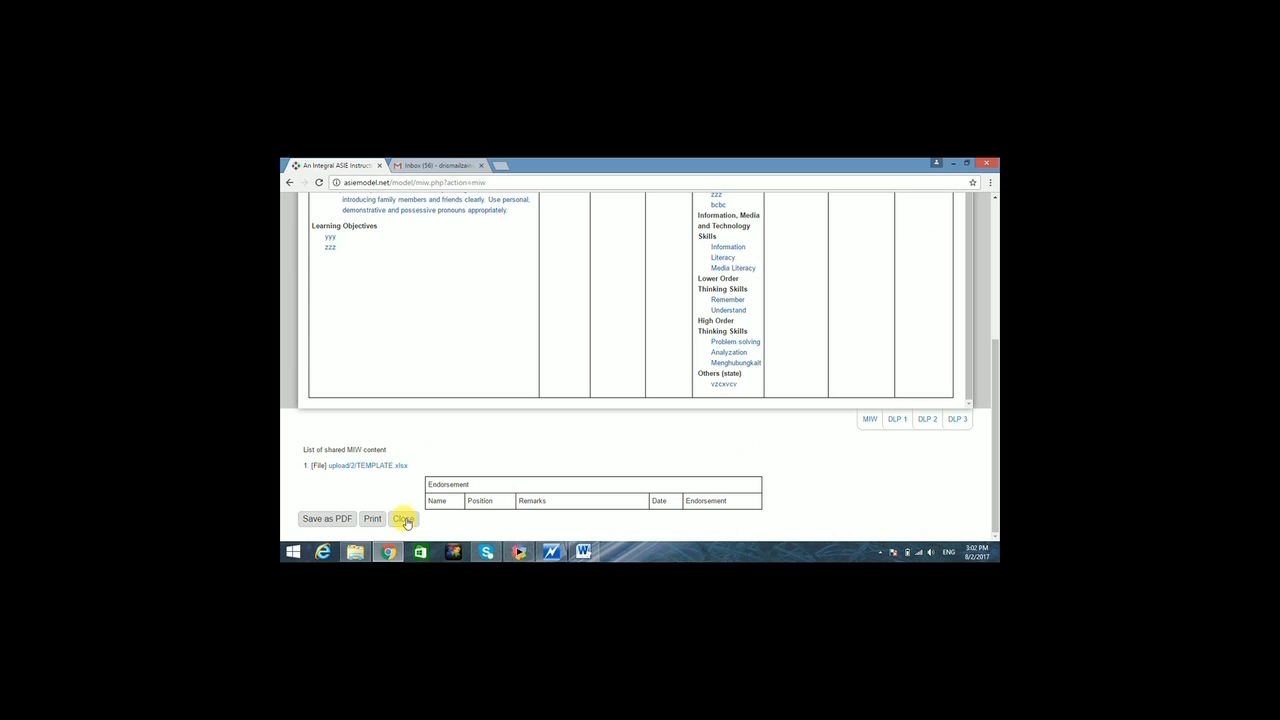 An Integral ASIE Instruct
Inbox (56) - drismailzain
asiemodel.net/model/miw.php?action=miw
introducing family members and friends clearly. Use personal,
demonstrative and possessive pronouns appropriately.
Learning Objectives
yyy
zzz
zzz
bcbc
Information, Media
and Technology
Skills
Information
Literacy
Media Literacy
Lower Order
Thinking Skills
Remember
Understand
High Order
Thinking Skills
Problem solving
Analyzation
Menghubungkait
Others (state)
vzcxvcv
MIW DLP 1 DLP 2 DLP 3
List of shared MIW content
1. [File] upload/2/TEMPLATE.xlsx
Endorsement
Name Position Remarks Date Endorsement
Save as PDF Print Close
ENG
3:02 PM
8/2/2017